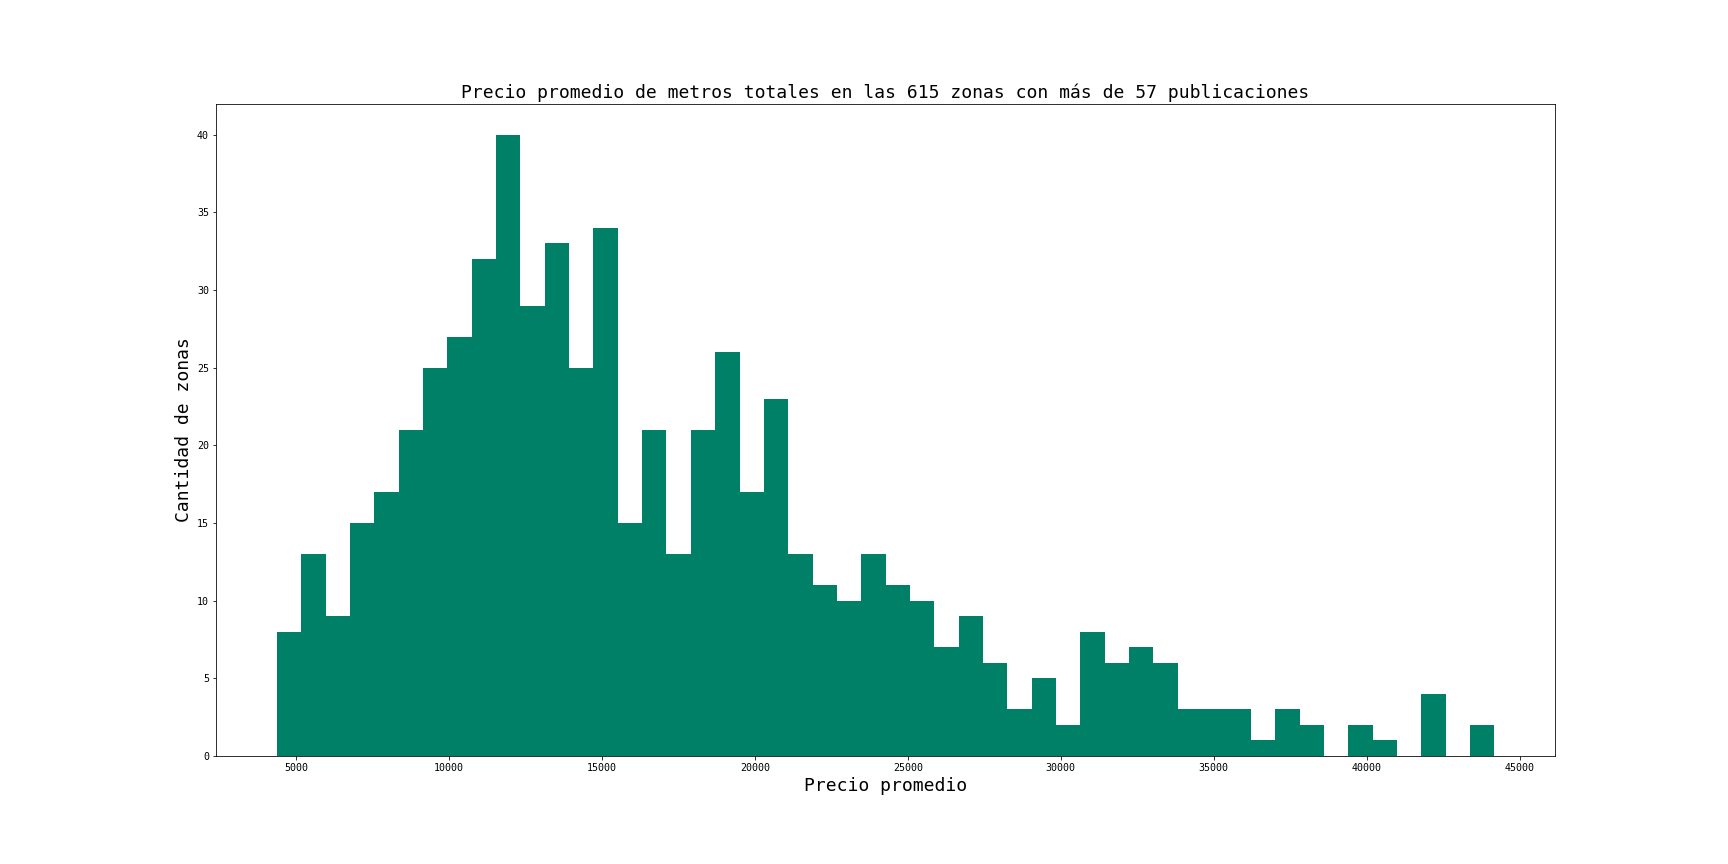 Precio promedio de metros totales en las 615 zonas con más de 57 publicaciones
Cantidad de zonas
40
35
30
25
20
15
10
5
0
5000 10000 15000 20000 25000 30000 35000 40000 45000
Precio promedio